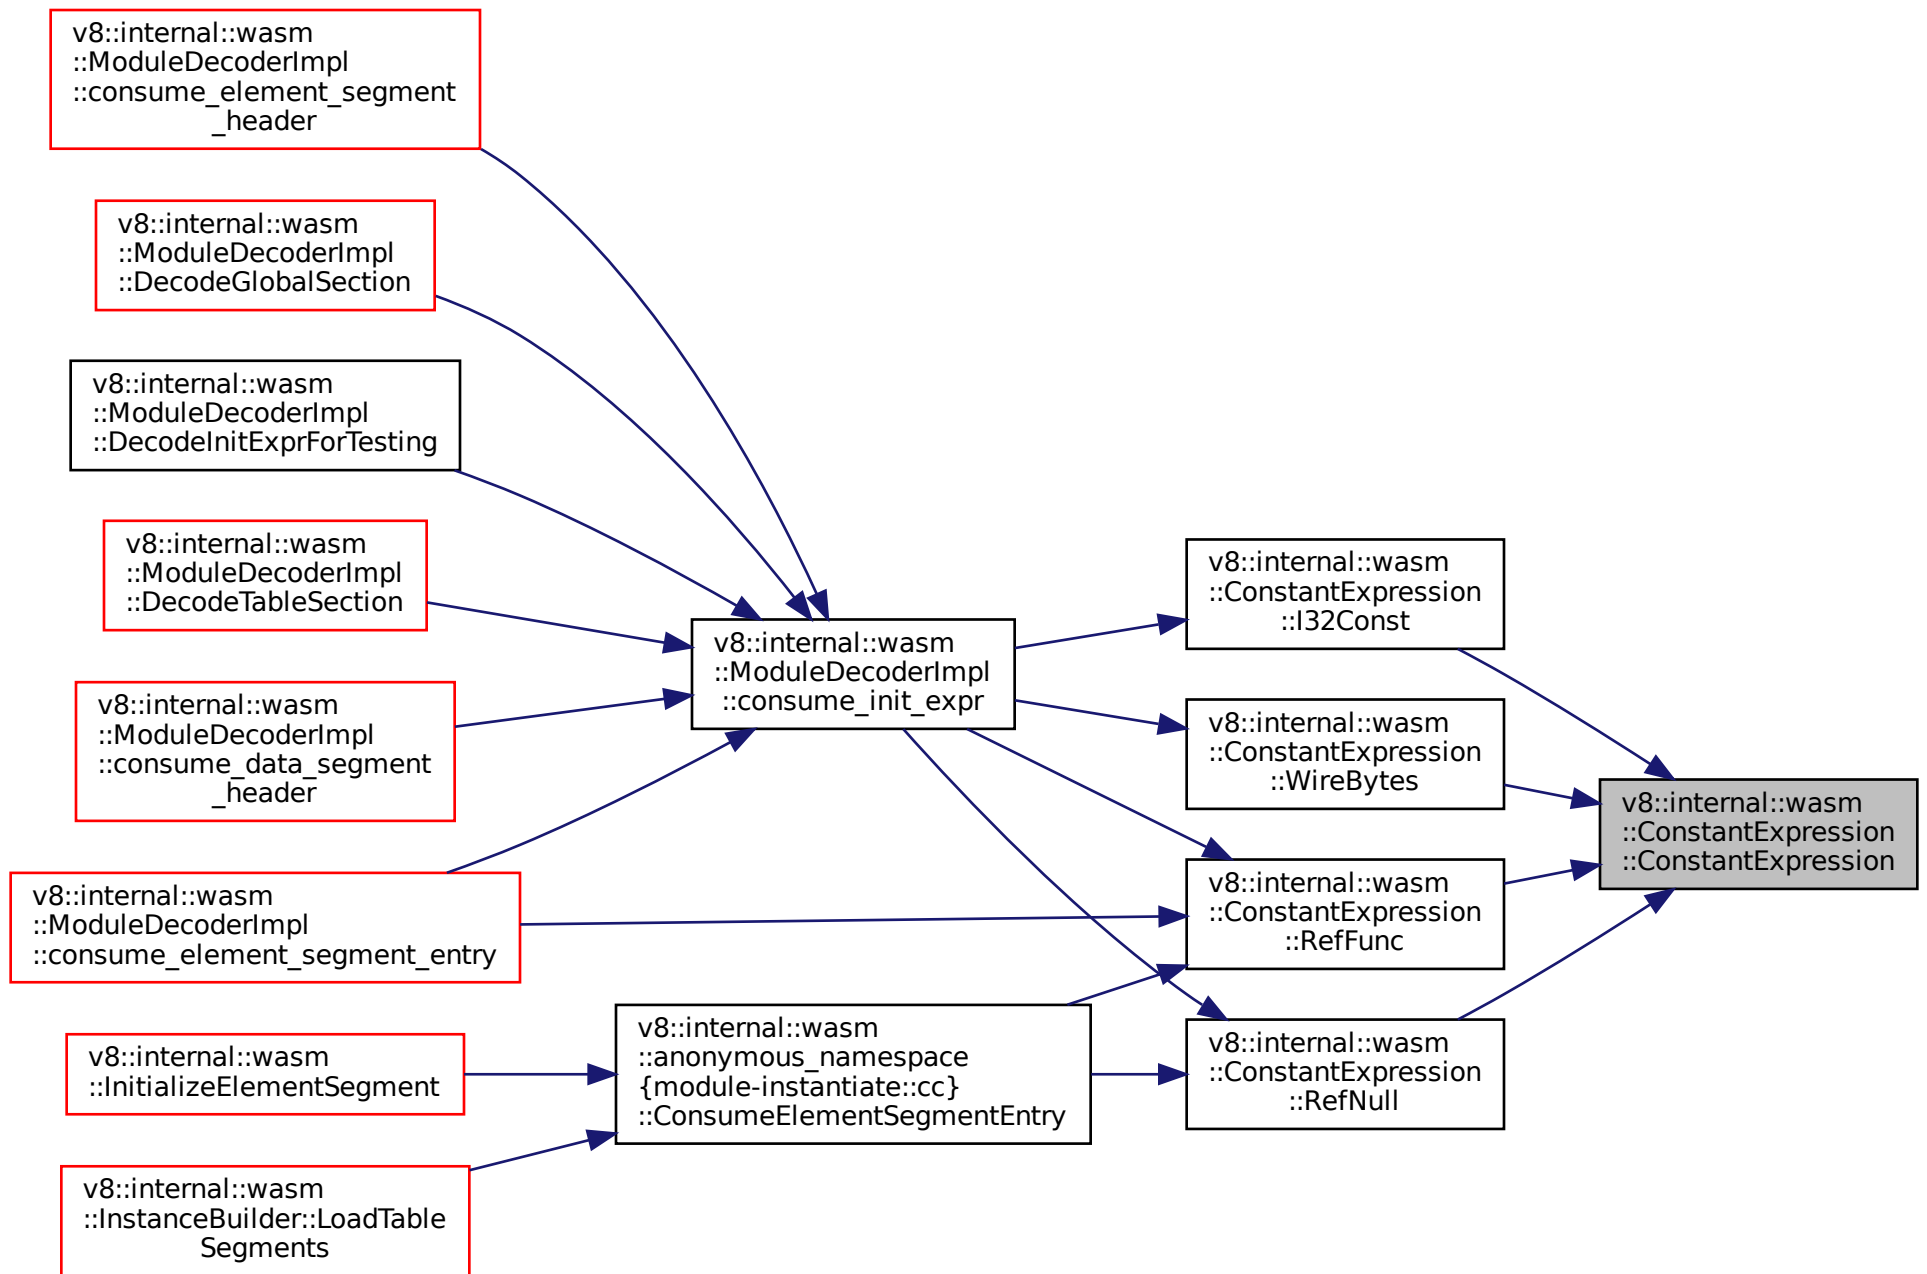 v8::internal::wasm
::ModuleDecoderImpl
::consume_element_segment
_header
v8::internal::wasm
::ModuleDecoderImpl
::DecodeGlobalSection
v8::internal::wasm
::ModuleDecoderImpl
::DecodeInitExprForTesting
v8::internal::wasm
::ModuleDecoderImpl
::DecodeTableSection
v8::internal::wasm
::ModuleDecoderImpl
::consume_data_segment
_header
v8::internal::wasm
::ModuleDecoderImpl
::consume_element_segment_entry
v8::internal::wasm
::InitializeElementSegment
v8::internal::wasm
::InstanceBuilder::LoadTable
Segments
v8::internal::wasm
::ModuleDecoderImpl
::consume_init_expr
v8::internal::wasm
::anonymous_namespace
{module-instantiate::cc}
::ConsumeElementSegmentEntry
v8::internal::wasm
::ConstantExpression
::I32Const
v8::internal::wasm
::ConstantExpression
::WireBytes
v8::internal::wasm
::ConstantExpression
::RefFunc
v8::internal::wasm
::ConstantExpression
::RefNull
v8::internal::wasm
::ConstantExpression
::ConstantExpression